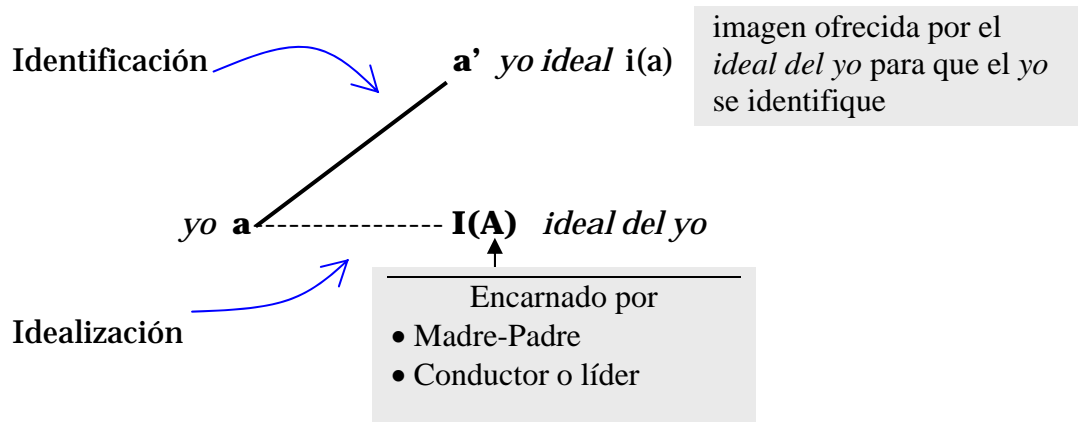 Identificación
a’ yo ideal i(a)
imagen ofrecida por el
ideal del yo para que el yo
se identifique
yo a
I(A) ideal del yo
Encarnado por
• Madre-Padre
• Conductor o líder
Idealización